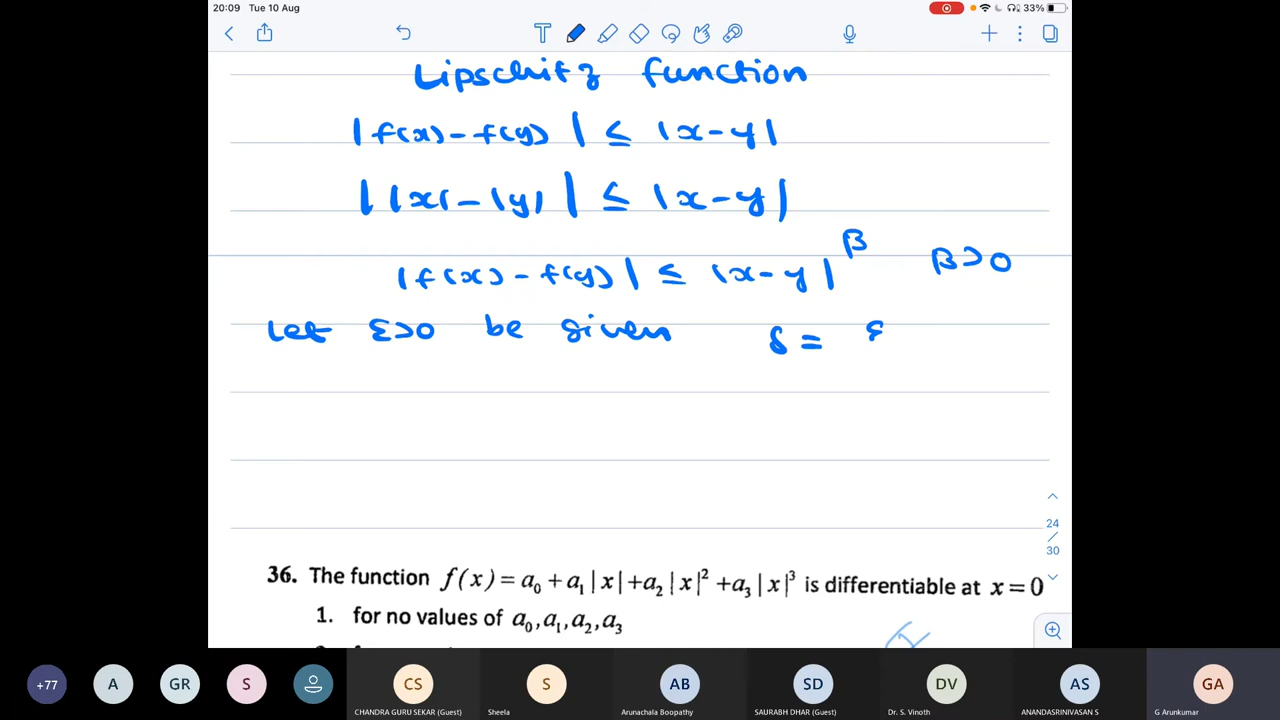 20:09 Tue 10 Aug
33%
T
Lipschitz function
|f(x)-f(y)| ≤ |x-y|
||x|-|y|| ≤ |x-y|
|f(x)-f(y)| ≤ |x-y|^β β>0
Let ε>0 be given δ = ε
24
/
30
36. The function f(x) = a₀ + a₁|x| + a₂|x|² + a₃|x|³ is differentiable at x = 0
1. for no values of a₀, a₁, a₂, a₃
+77 A GR S CS S AB SD DV AS GA
CHANDRA GURU SEKAR (Guest) Sheela Arunachala Boopathy SAURABH DHAR (Guest) Dr. S. Vinoth ANANDASRINIVASAN S G Arunkumar